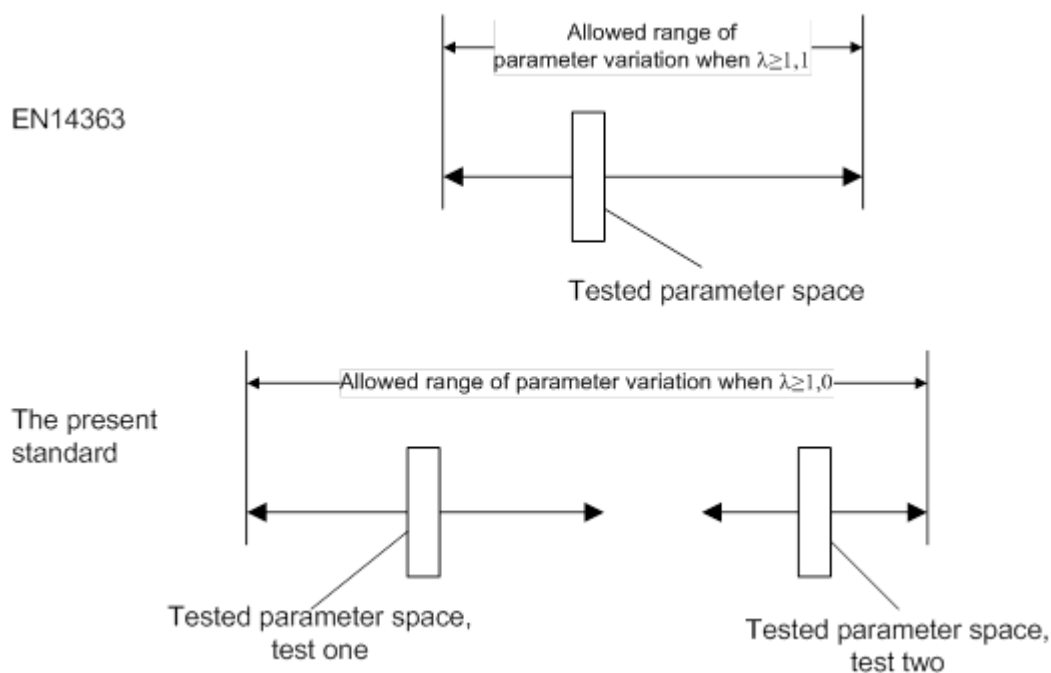 Allowed range of
parameter variation when λ≥1,1
EN14363
Tested parameter space
Allowed range of parameter variation when λ≥1,0
The present
standard
Tested parameter space,
test one
Tested parameter space,
test two